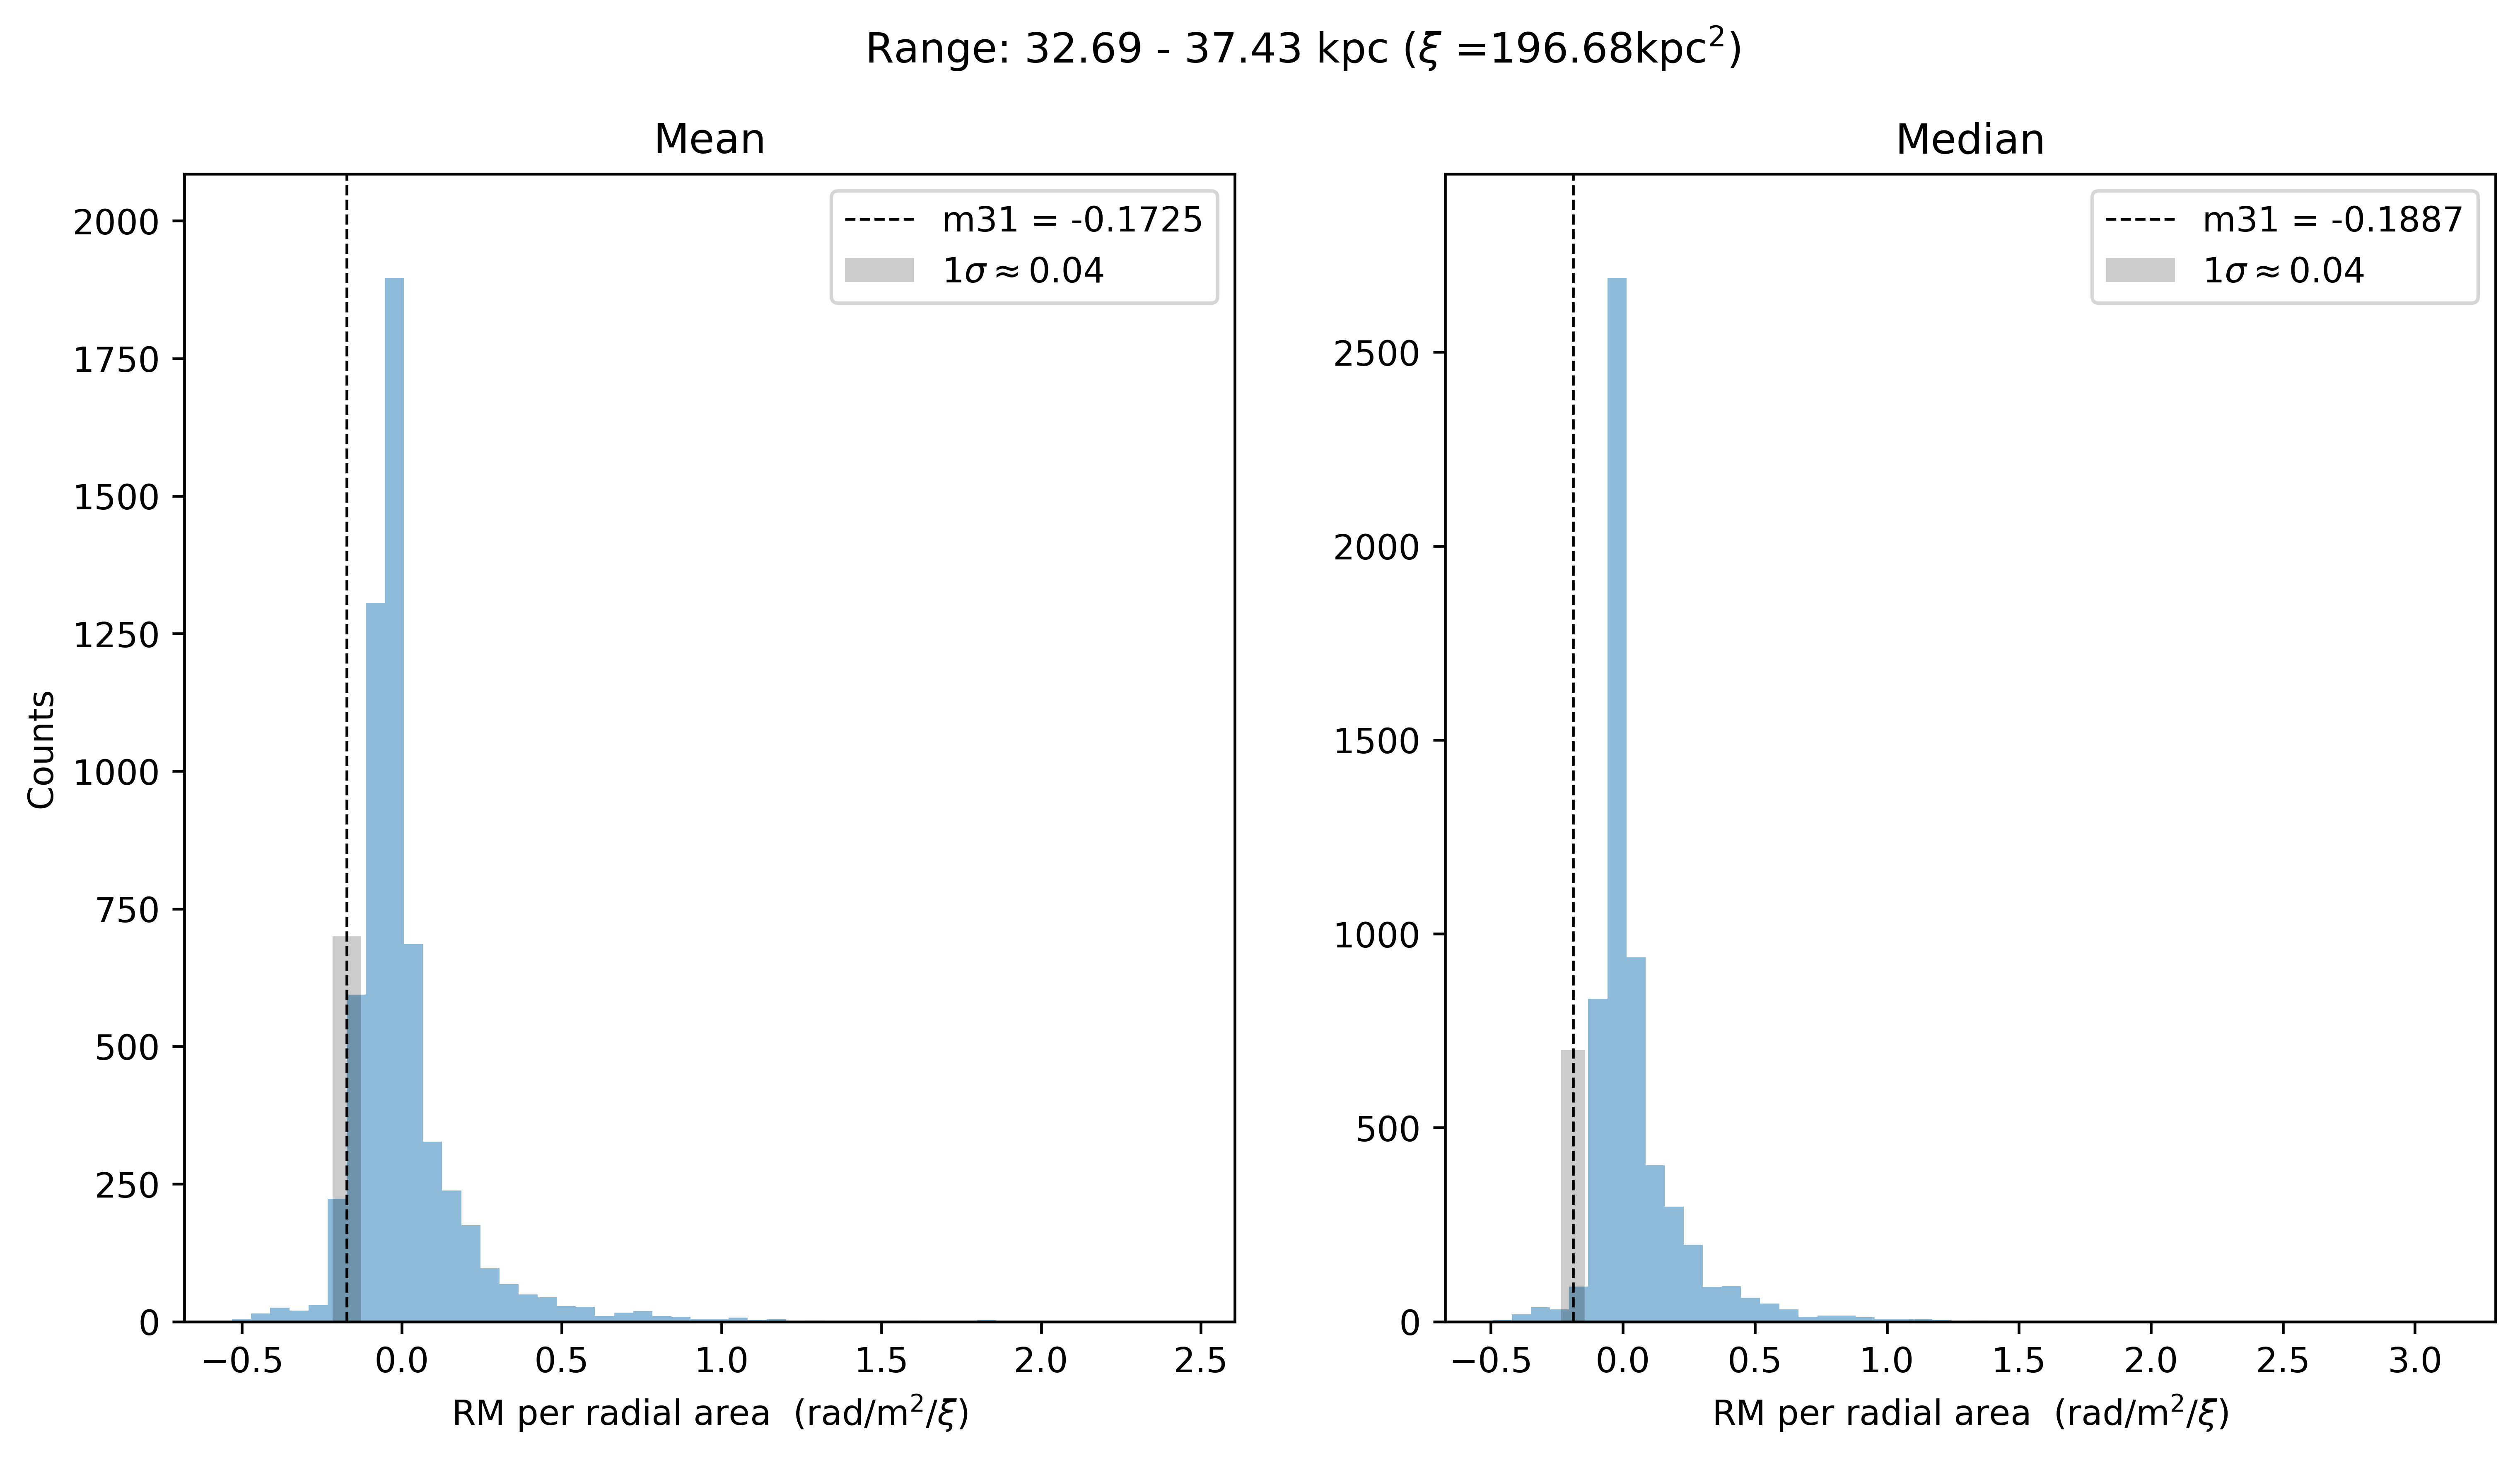 Range: 32.69 - 37.43 kpc (ξ =196.68kpc²)
Mean
m31 = -0.1725
1σ ≈ 0.04
2000
1750
1500
1250
1000
750
500
250
0
Counts
−0.5 0.0 0.5 1.0 1.5 2.0 2.5
RM per radial area (rad/m²/ξ)
Median
m31 = -0.1887
1σ ≈ 0.04
2500
2000
1500
1000
500
0
−0.5 0.0 0.5 1.0 1.5 2.0 2.5 3.0
RM per radial area (rad/m²/ξ)